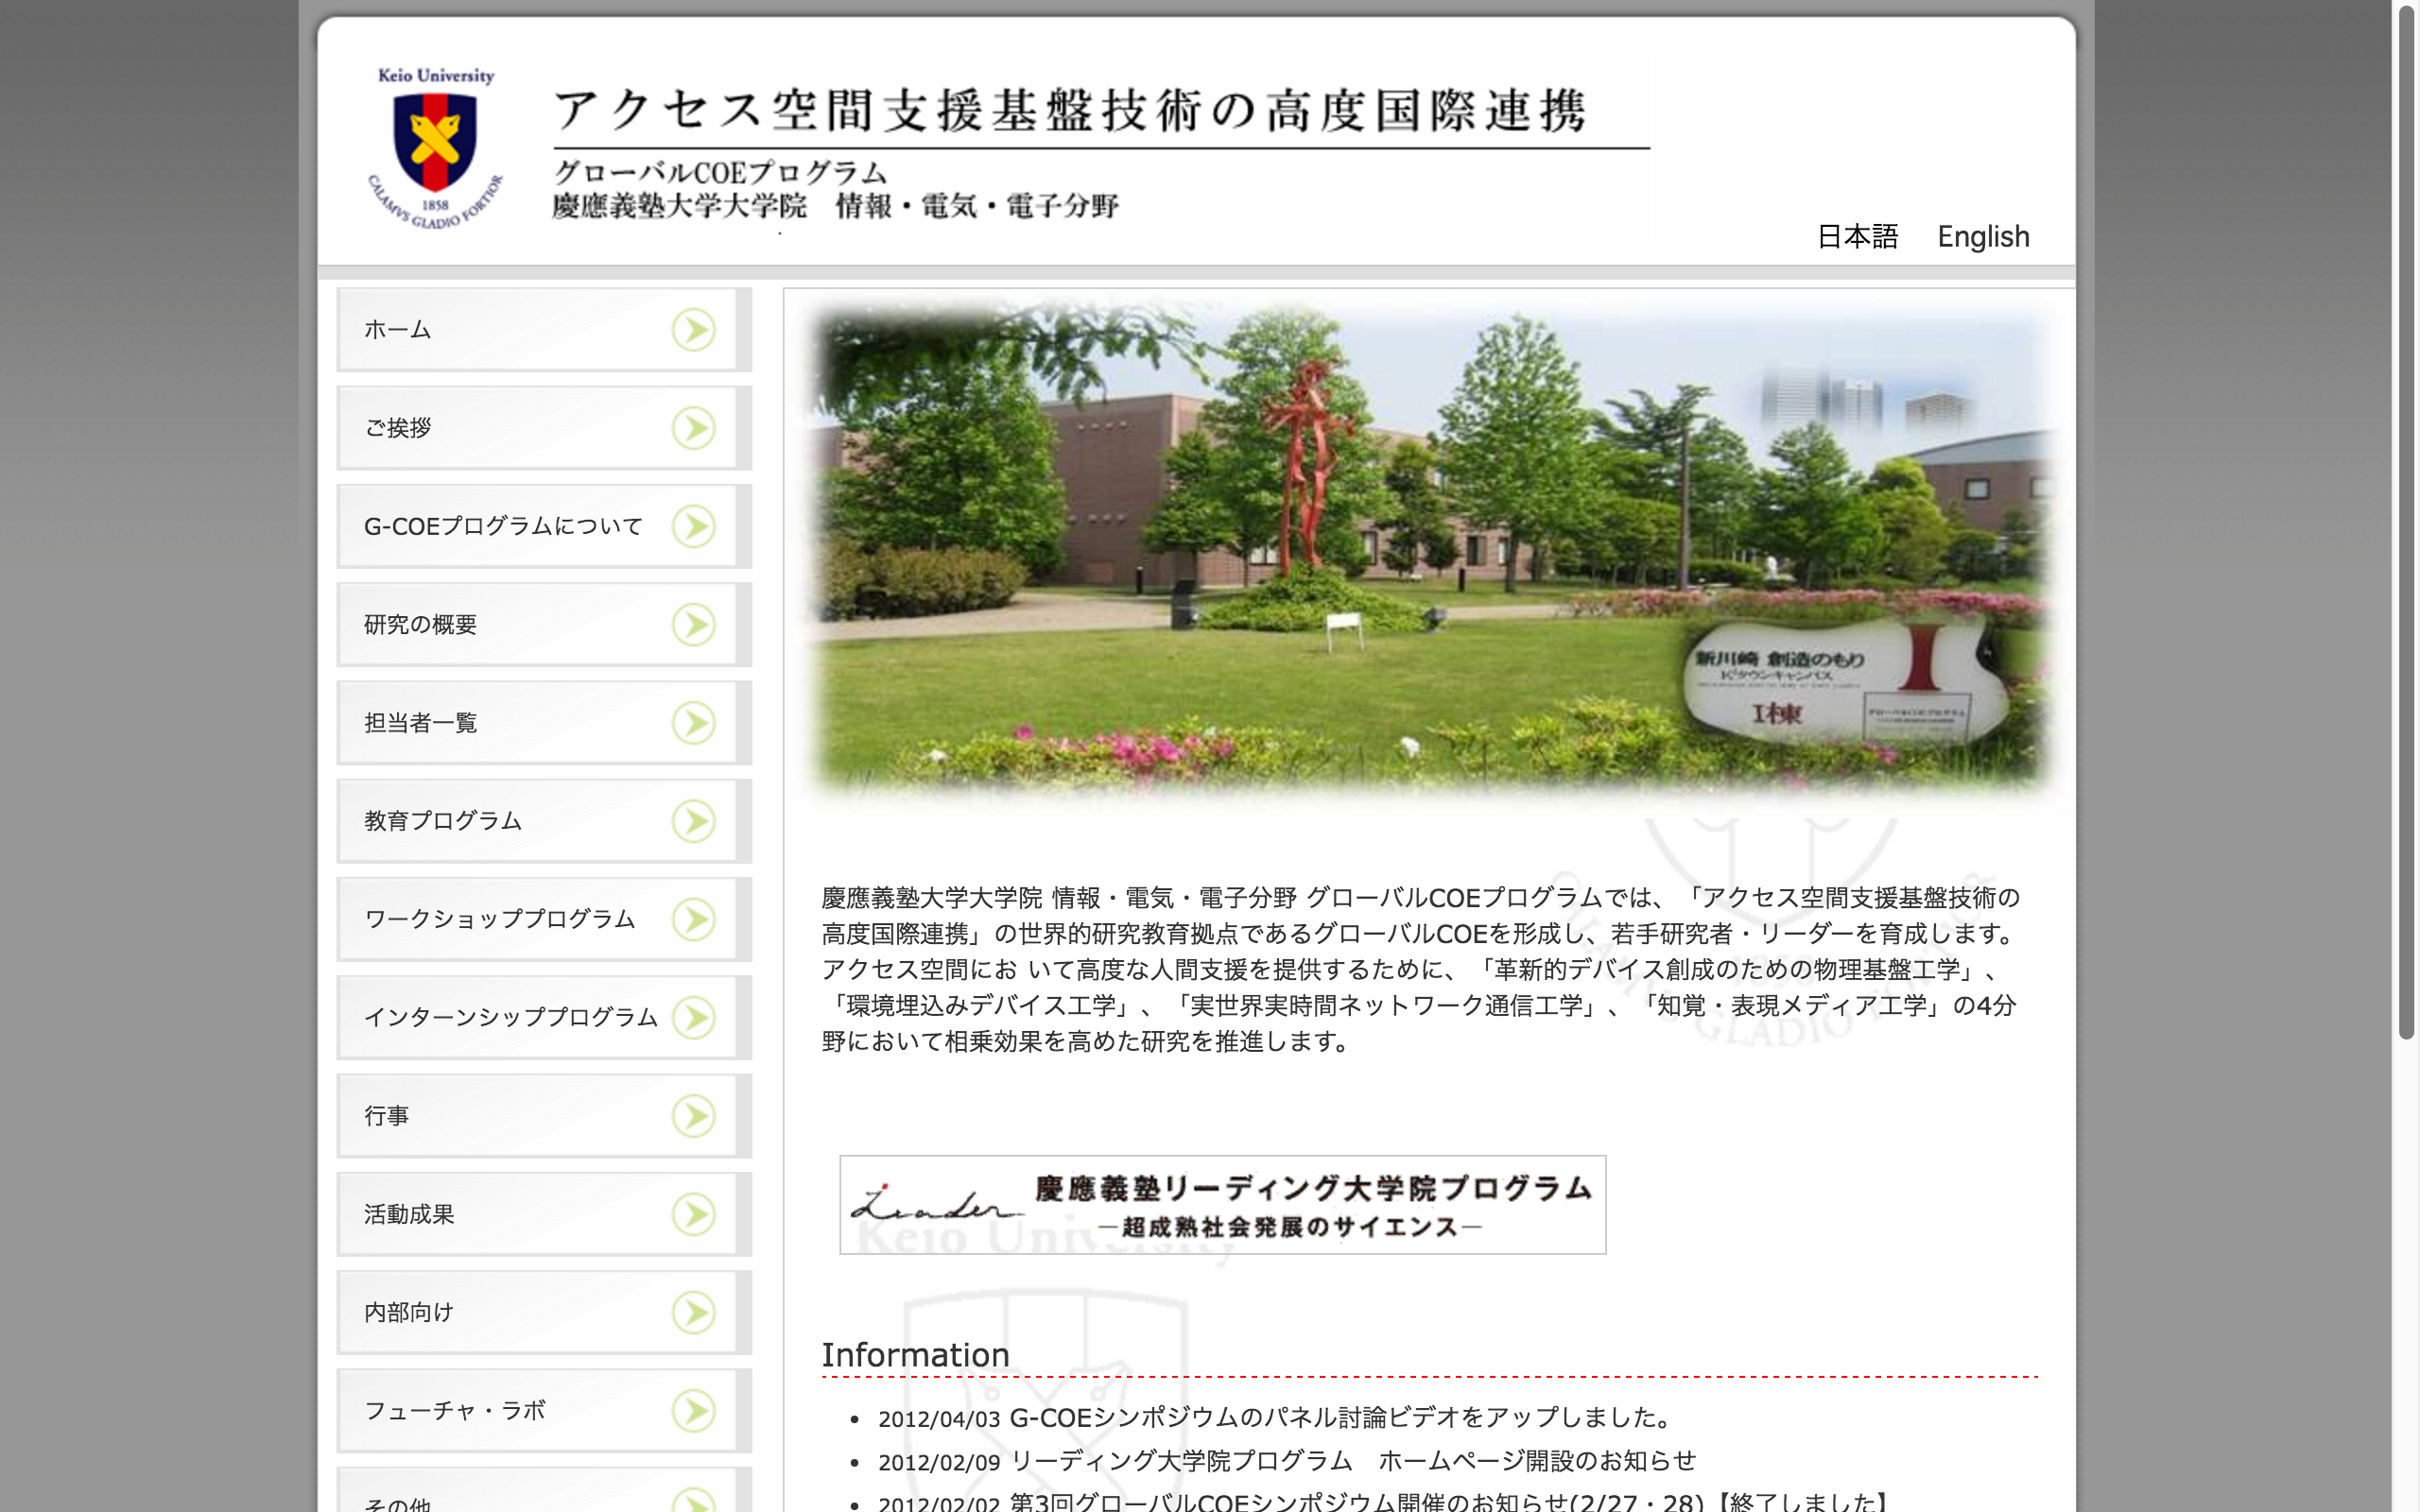 Keio University
1858
CALAMVS GLADIO FORTIOR
アクセス空間支援基盤技術の高度国際連携
グローバルCOEプログラム
慶應義塾大学大学院　情報・電気・電子分野
日本語 English
ホーム
ご挨拶
G-COEプログラムについて
研究の概要
担当者一覧
教育プログラム
ワークショッププログラム
インターンシッププログラム
行事
活動成果
内部向け
フューチャ・ラボ
その他
新川崎 創造のもり
K²タウンキャンパス
I
I棟
慶應義塾大学大学院 情報・電気・電子分野 グローバルCOEプログラムでは、「アクセス空間支援基盤技術の
高度国際連携」の世界的研究教育拠点であるグローバルCOEを形成し、若手研究者・リーダーを育成します。
アクセス空間にお いて高度な人間支援を提供するために、「革新的デバイス創成のための物理基盤工学」、
「環境埋込みデバイス工学」、「実世界実時間ネットワーク通信工学」、「知覚・表現メディア工学」の4分
野において相乗効果を高めた研究を推進します。
Leader 慶應義塾リーディング大学院プログラム
―超成熟社会発展のサイエンス―
Keio University
Information
• 2012/04/03 G-COEシンポジウムのパネル討論ビデオをアップしました。
• 2012/02/09 リーディング大学院プログラム　ホームページ開設のお知らせ
• 2012/02/02 第3回グローバルCOEシンポジウム開催のお知らせ(2/27・28)【終了しました】